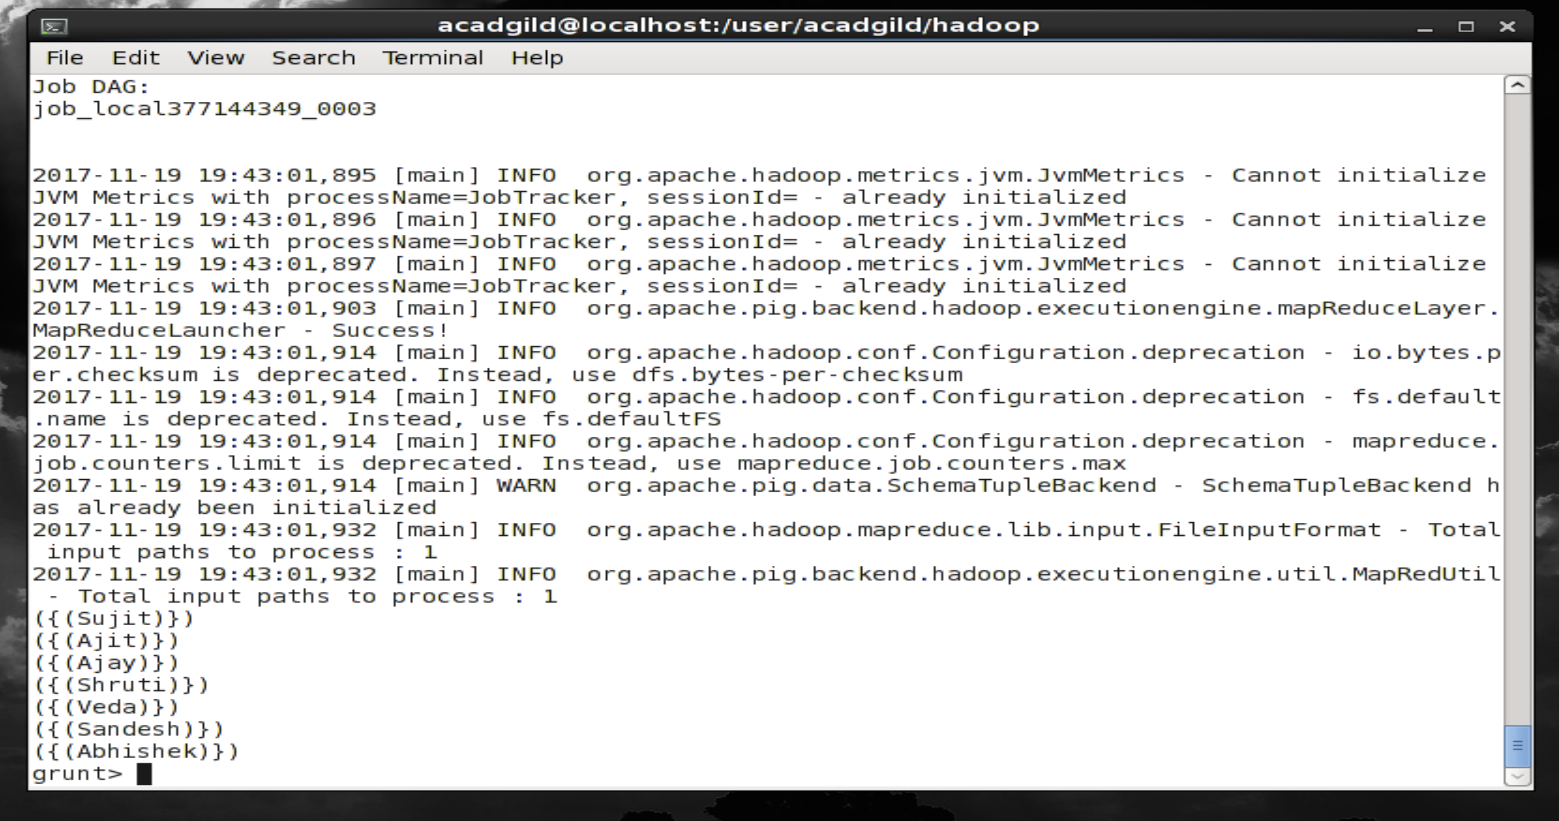 acadgild@localhost:/user/acadgild/hadoop
File Edit View Search Terminal Help
Job DAG:
job_local377144349_0003
2017-11-19 19:43:01,895 [main] INFO  org.apache.hadoop.metrics.jvm.JvmMetrics - Cannot initialize
JVM Metrics with processName=JobTracker, sessionId= - already initialized
2017-11-19 19:43:01,896 [main] INFO  org.apache.hadoop.metrics.jvm.JvmMetrics - Cannot initialize
JVM Metrics with processName=JobTracker, sessionId= - already initialized
2017-11-19 19:43:01,897 [main] INFO  org.apache.hadoop.metrics.jvm.JvmMetrics - Cannot initialize
JVM Metrics with processName=JobTracker, sessionId= - already initialized
2017-11-19 19:43:01,903 [main] INFO  org.apache.pig.backend.hadoop.executionengine.mapReduceLayer.
MapReduceLauncher - Success!
2017-11-19 19:43:01,914 [main] INFO  org.apache.hadoop.conf.Configuration.deprecation - io.bytes.p
er.checksum is deprecated. Instead, use dfs.bytes-per-checksum
2017-11-19 19:43:01,914 [main] INFO  org.apache.hadoop.conf.Configuration.deprecation - fs.default
.name is deprecated. Instead, use fs.defaultFS
2017-11-19 19:43:01,914 [main] INFO  org.apache.hadoop.conf.Configuration.deprecation - mapreduce.
job.counters.limit is deprecated. Instead, use mapreduce.job.counters.max
2017-11-19 19:43:01,914 [main] WARN  org.apache.pig.data.SchemaTupleBackend - SchemaTupleBackend h
as already been initialized
2017-11-19 19:43:01,932 [main] INFO  org.apache.hadoop.mapreduce.lib.input.FileInputFormat - Total
 input paths to process : 1
2017-11-19 19:43:01,932 [main] INFO  org.apache.pig.backend.hadoop.executionengine.util.MapRedUtil
 - Total input paths to process : 1
({(Sujit)})
({(Ajit)})
({(Ajay)})
({(Shruti)})
({(Veda)})
({(Sandesh)})
({(Abhishek)})
grunt>